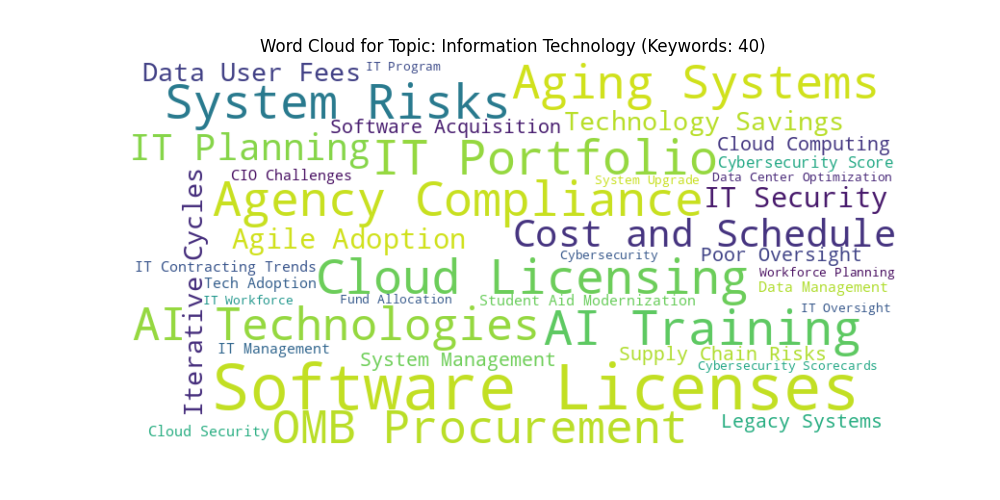 Word Cloud for Topic: Information Technology (Keywords: 40)
Data User Fees
IT Program
Aging Systems
System Risks
Software Acquisition
Technology Savings
IT Planning
IT Portfolio
Cloud Computing
Cybersecurity Score
CIO Challenges
System Upgrade
Data Center Optimization
Agency Compliance
IT Security
Iterative Cycles
Agile Adoption
Cost and Schedule
Cybersecurity
Poor Oversight
IT Contracting Trends
Cloud Licensing
Workforce Planning
Tech Adoption
Data Management
IT Workforce
Fund Allocation
Student Aid Modernization
IT Oversight
AI Technologies
AI Training
IT Management
System Management
Supply Chain Risks
Cybersecurity Scorecards
Software Licenses
Cloud Security
OMB Procurement
Legacy Systems